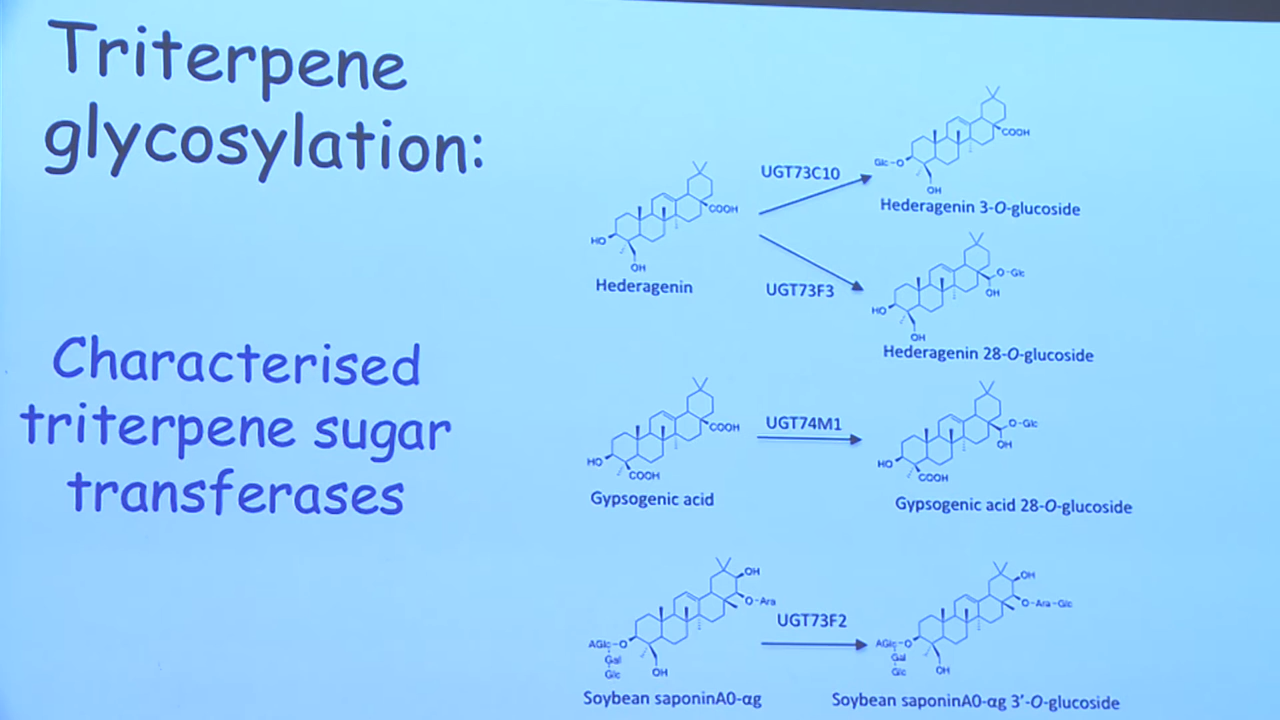 Triterpene
glycosylation:
Characterised
triterpene sugar
transferases
HO
OH
COOH
Hederagenin
UGT73C10
UGT73F3
Glc-O
OH
COOH
Hederagenin 3-O-glucoside
HO
OH
O-Glc
OH
Hederagenin 28-O-glucoside
HO
COOH
COOH
Gypsogenic acid
UGT74M1
HO
COOH
O-Glc
OH
Gypsogenic acid 28-O-glucoside
OH
O-Ara
AGlc-O
Gal
Glc
OH
Soybean saponinA0-αg
UGT73F2
OH
O-Ara-Glc
AGlc-O
Gal
Glc
OH
Soybean saponinA0-αg 3’-O-glucoside